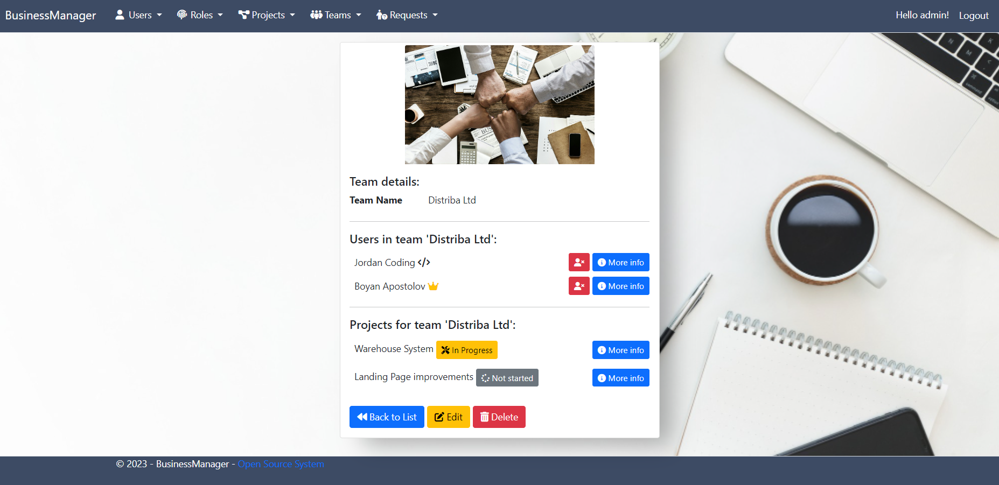 BusinessManager Users Roles Projects Teams Requests Hello admin! Logout
Team details:
Team Name Distriba Ltd
Users in team 'Distriba Ltd':
Jordan Coding More info
Boyan Apostolov More info
Projects for team 'Distriba Ltd':
Warehouse System In Progress More info
Landing Page improvements Not started More info
Back to List Edit Delete
© 2023 - BusinessManager - Open Source System